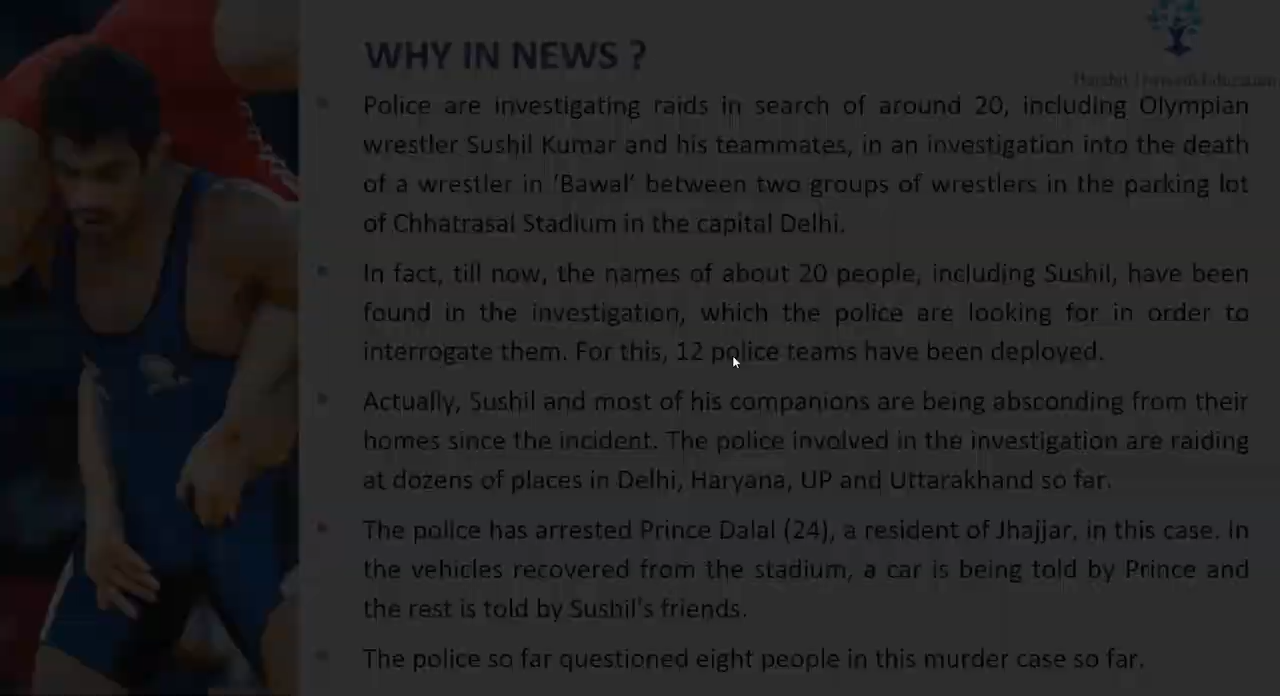 WHY IN NEWS ?
Police are investigating raids in search of around 20, including Olympian
wrestler Sushil Kumar and his teammates, in an investigation into the death
of a wrestler in ‘Bawal’ between two groups of wrestlers in the parking lot
of Chhatrasal Stadium in the capital Delhi.
In fact, till now, the names of about 20 people, including Sushil, have been
found in the investigation, which the police are looking for in order to
interrogate them. For this, 12 police teams have been deployed.
Actually, Sushil and most of his companions are being absconding from their
homes since the incident. The police involved in the investigation are raiding
at dozens of places in Delhi, Haryana, UP and Uttarakhand so far.
The police has arrested Prince Dalal (24), a resident of Jhajjar, in this case. In
the vehicles recovered from the stadium, a car is being told by Prince and
the rest is told by Sushil's friends.
The police so far questioned eight people in this murder case so far.